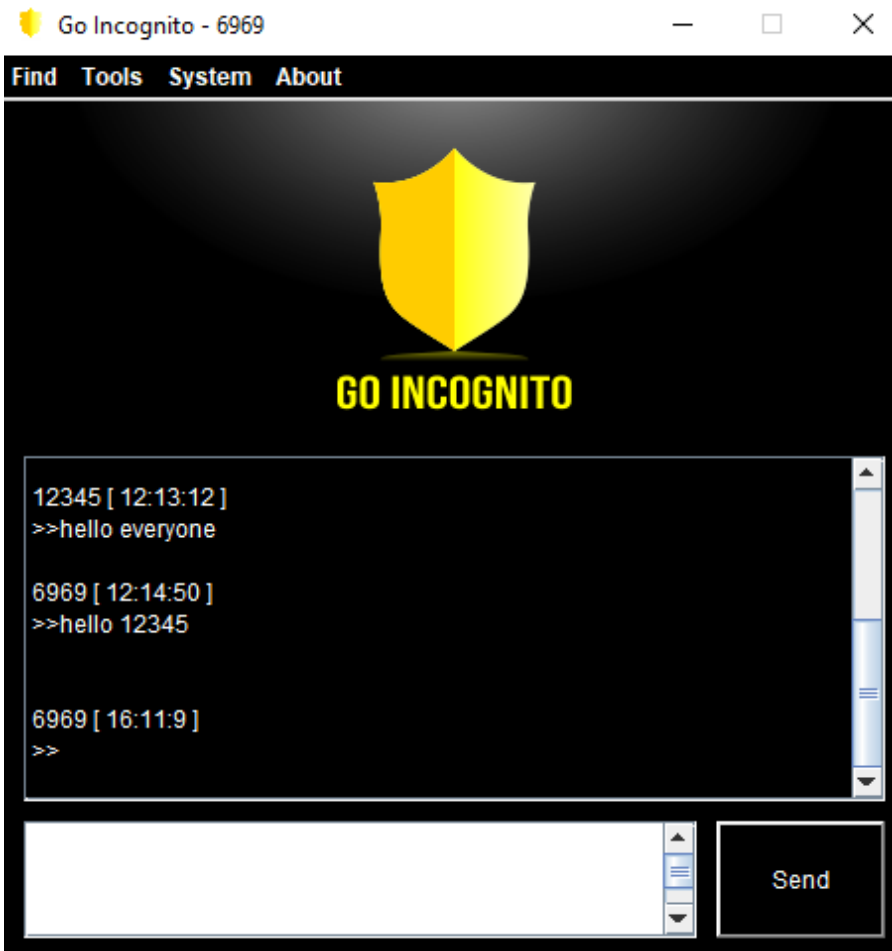 Go Incognito - 6969
Find Tools System About
GO INCOGNITO
12345 [ 12:13:12 ]
>>hello everyone
6969 [ 12:14:50 ]
>>hello 12345
6969 [ 16:11:9 ]
>>
Send